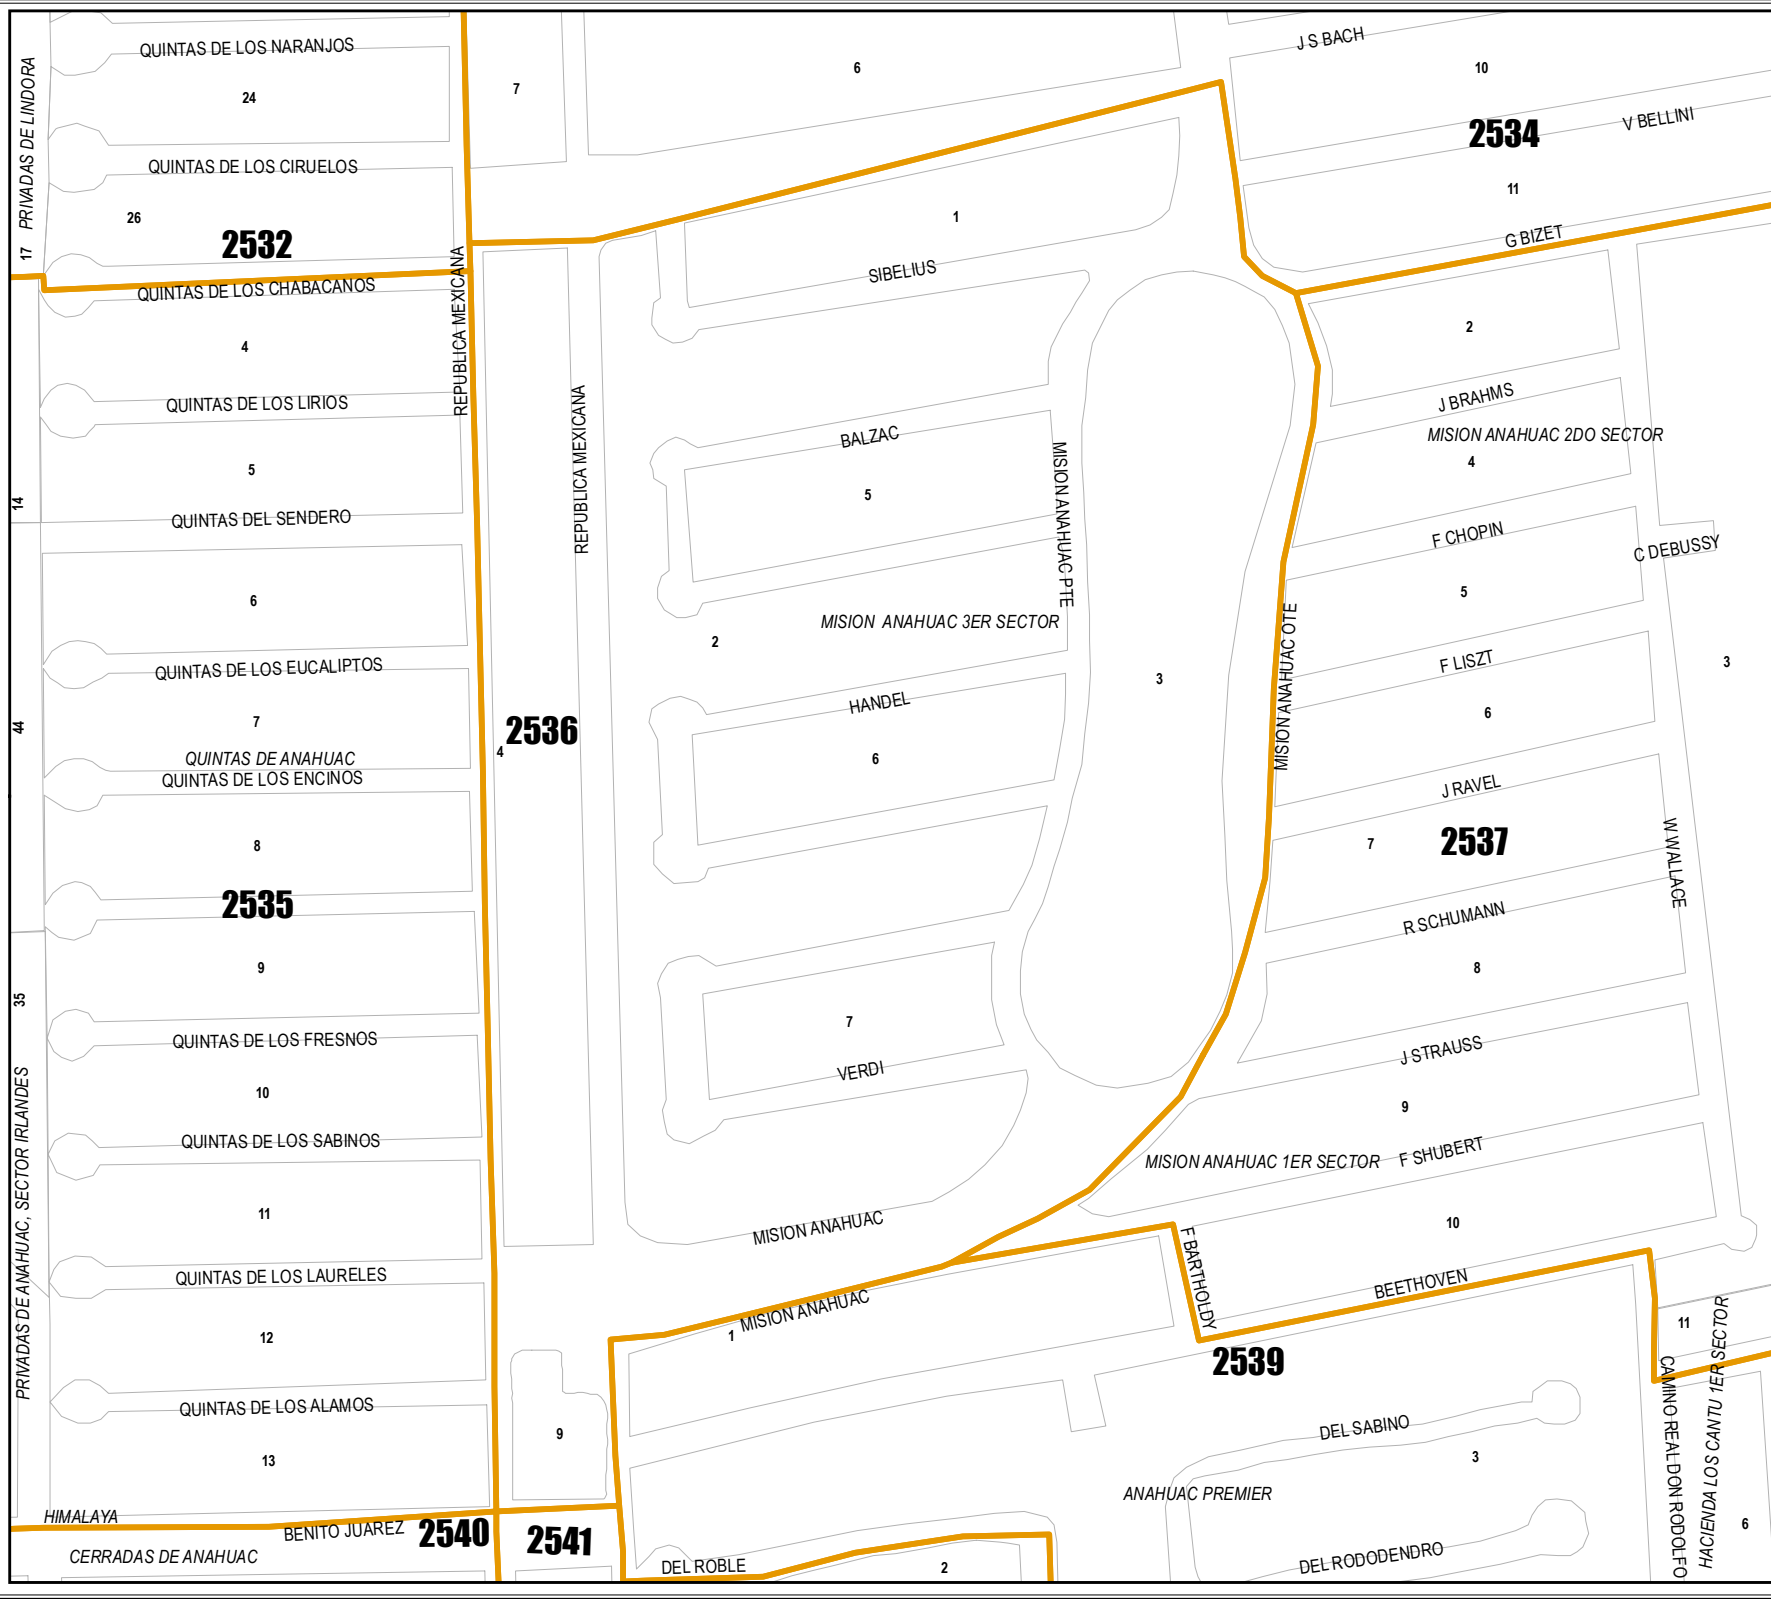 QUINTAS DE LOS NARANJOS
24
PRIVADAS DE LINDORA
17
QUINTAS DE LOS CIRUELOS
26
2532
QUINTAS DE LOS CHABACANOS
REPUBLICA MEXICANA
4
QUINTAS DE LOS LIRIOS
5
14
QUINTAS DEL SENDERO
6
QUINTAS DE LOS EUCALIPTOS
7
44
QUINTAS DE ANAHUAC
QUINTAS DE LOS ENCINOS
8
2535
9
35
QUINTAS DE LOS FRESNOS
10
QUINTAS DE LOS SABINOS
PRIVADAS DE ANAHUAC, SECTOR IRLANDES
11
QUINTAS DE LOS LAURELES
12
QUINTAS DE LOS ALAMOS
13
HIMALAYA
BENITO JUAREZ
2540
CERRADAS DE ANAHUAC
7
6
1
SIBELIUS
REPUBLICA MEXICANA
BALZAC
5
MISION ANAHUAC PTE
MISION ANAHUAC 3ER SECTOR
2
3
HANDEL
2536
4
6
7
VERDI
MISION ANAHUAC
MISION ANAHUAC
1
9
2541
DEL ROBLE
2
J S BACH
10
2534
V BELLINI
11
G BIZET
2
J BRAHMS
MISION ANAHUAC 2DO SECTOR
4
F CHOPIN
C DEBUSSY
5
MISION ANAHUAC OTE
F LISZT
3
6
J RAVEL
7
2537
W WALLACE
R SCHUMANN
8
J STRAUSS
9
MISION ANAHUAC 1ER SECTOR
F SHUBERT
10
F BARTHOLDY
BEETHOVEN
2539
11
CAMINO REAL DON RODOLFO
HACIENDA LOS CANTU 1ER SECTOR
DEL SABINO
3
ANAHUAC PREMIER
6
DEL RODODENDRO